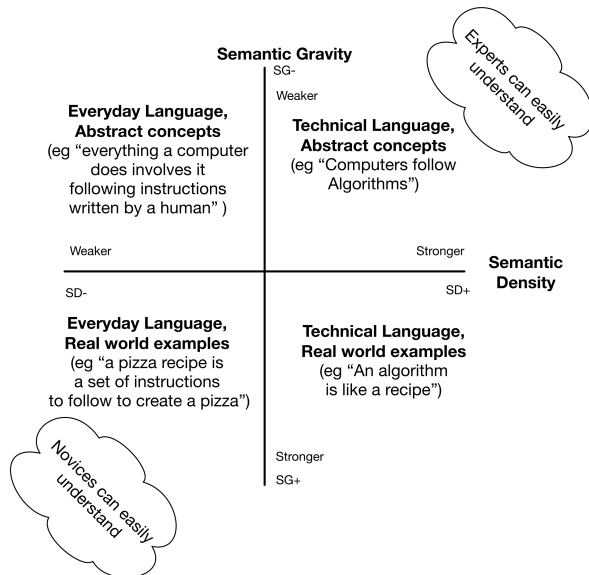 Semantic Gravity
SG-
Weaker
Experts can easily
understand
Everyday Language,
Abstract concepts
(eg “everything a computer
does involves it
following instructions
written by a human” )
Technical Language,
Abstract concepts
(eg “Computers follow
Algorithms”)
Weaker
Stronger
Semantic
Density
SD-
SD+
Everyday Language,
Real world examples
(eg “a pizza recipe is
a set of instructions
to follow to create a pizza”)
Technical Language,
Real world examples
(eg “An algorithm
is like a recipe”)
Stronger
SG+
Novices can easily
understand